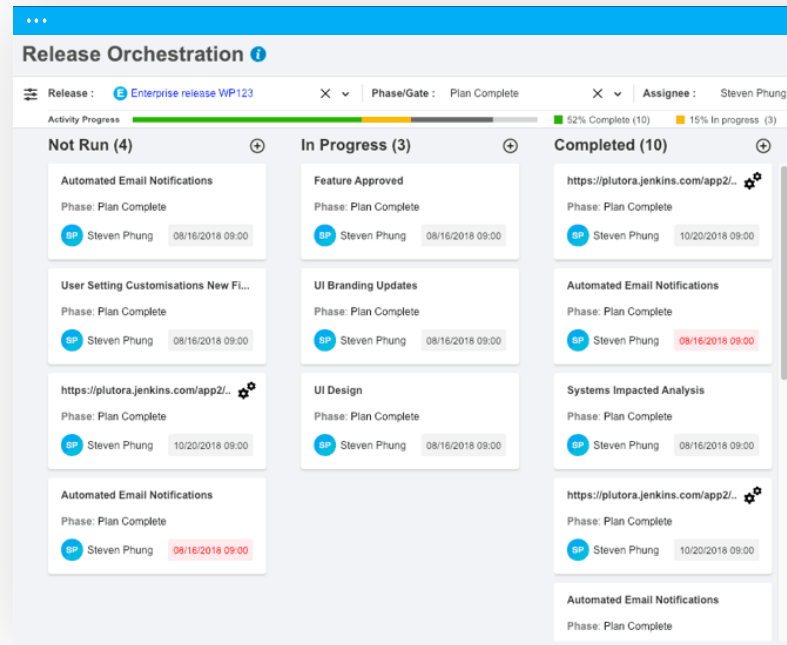 Release Orchestration
Release : Enterprise release WP123 Phase/Gate : Plan Complete Assignee : Steven Phung
Activity Progress 52% Complete (10) 15% In progress (3)
Not Run (4)
Automated Email Notifications
Phase: Plan Complete
SP Steven Phung 08/16/2018 09:00
User Setting Customisations New Fi...
Phase: Plan Complete
SP Steven Phung 08/16/2018 09:00
https://plutora.jenkins.com/app2/..
Phase: Plan Complete
SP Steven Phung 10/20/2018 09:00
Automated Email Notifications
Phase: Plan Complete
SP Steven Phung 08/16/2018 09:00
In Progress (3)
Feature Approved
Phase: Plan Complete
SP Steven Phung 08/16/2018 09:00
UI Branding Updates
Phase: Plan Complete
SP Steven Phung 08/16/2018 09:00
UI Design
Phase: Plan Complete
SP Steven Phung 08/16/2018 09:00
Completed (10)
https://plutora.jenkins.com/app2/..
Phase: Plan Complete
SP Steven Phung 10/20/2018 09:00
Automated Email Notifications
Phase: Plan Complete
SP Steven Phung 08/16/2018 09:00
Systems Impacted Analysis
Phase: Plan Complete
SP Steven Phung 08/16/2018 09:00
https://plutora.jenkins.com/app2/..
Phase: Plan Complete
SP Steven Phung 10/20/2018 09:00
Automated Email Notifications
Phase: Plan Complete